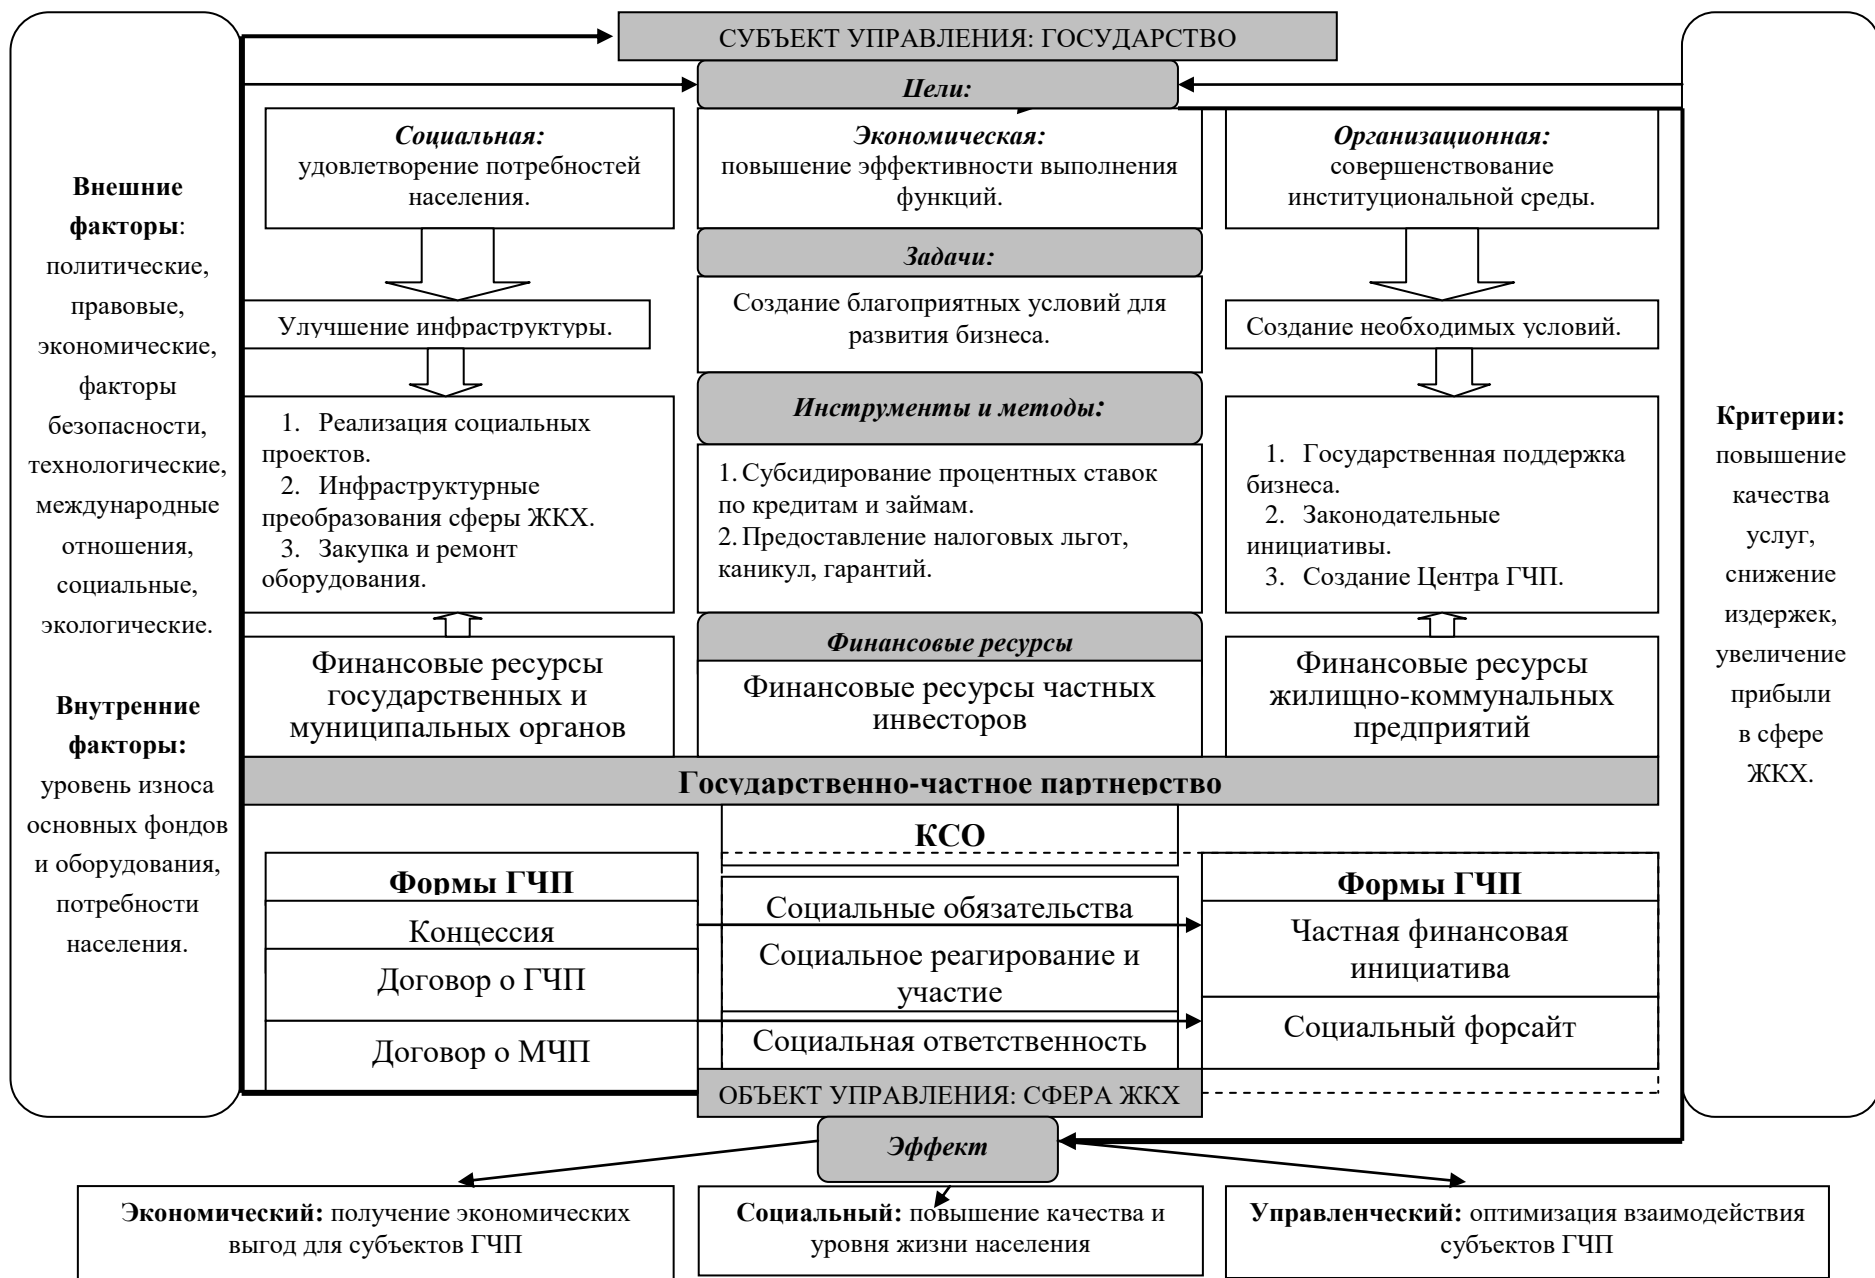 СУБЪЕКТ УПРАВЛЕНИЯ: ГОСУДАРСТВО
Цели:
Социальная:
удовлетворение потребностей
населения.
Экономическая:
повышение эффективности выполнения
функций.
Организационная:
совершенствование
институциональной среды.
Внешние
факторы:
политические,
правовые,
экономические,
факторы
безопасности,
технологические,
международные
отношения,
социальные,
экологические.
Внутренние
факторы:
уровень износа
основных фондов
и оборудования,
потребности
населения.
Задачи:
Улучшение инфраструктуры.
Создание благоприятных условий для
развития бизнеса.
Создание необходимых условий.
Инструменты и методы:
1. Реализация социальных
проектов.
2. Инфраструктурные
преобразования сферы ЖКХ.
3. Закупка и ремонт
оборудования.
1. Субсидирование процентных ставок
по кредитам и займам.
2. Предоставление налоговых льгот,
каникул, гарантий.
1. Государственная поддержка
бизнеса.
2. Законодательные
инициативы.
3. Создание Центра ГЧП.
Критерии:
повышение
качества
услуг,
снижение
издержек,
увеличение
прибыли
в сфере
ЖКХ.
Финансовые ресурсы
Финансовые ресурсы
государственных и
муниципальных органов
Финансовые ресурсы частных
инвесторов
Финансовые ресурсы
жилищно-коммунальных
предприятий
Государственно-частное партнерство
КСО
Формы ГЧП
Концессия
Договор о ГЧП
Договор о МЧП
Социальные обязательства
Социальное реагирование и
участие
Социальная ответственность
Формы ГЧП
Частная финансовая
инициатива
Социальный форсайт
ОБЪЕКТ УПРАВЛЕНИЯ: СФЕРА ЖКХ
Эффект
Экономический: получение экономических
выгод для субъектов ГЧП
Социальный: повышение качества и
уровня жизни населения
Управленческий: оптимизация взаимодействия
субъектов ГЧП